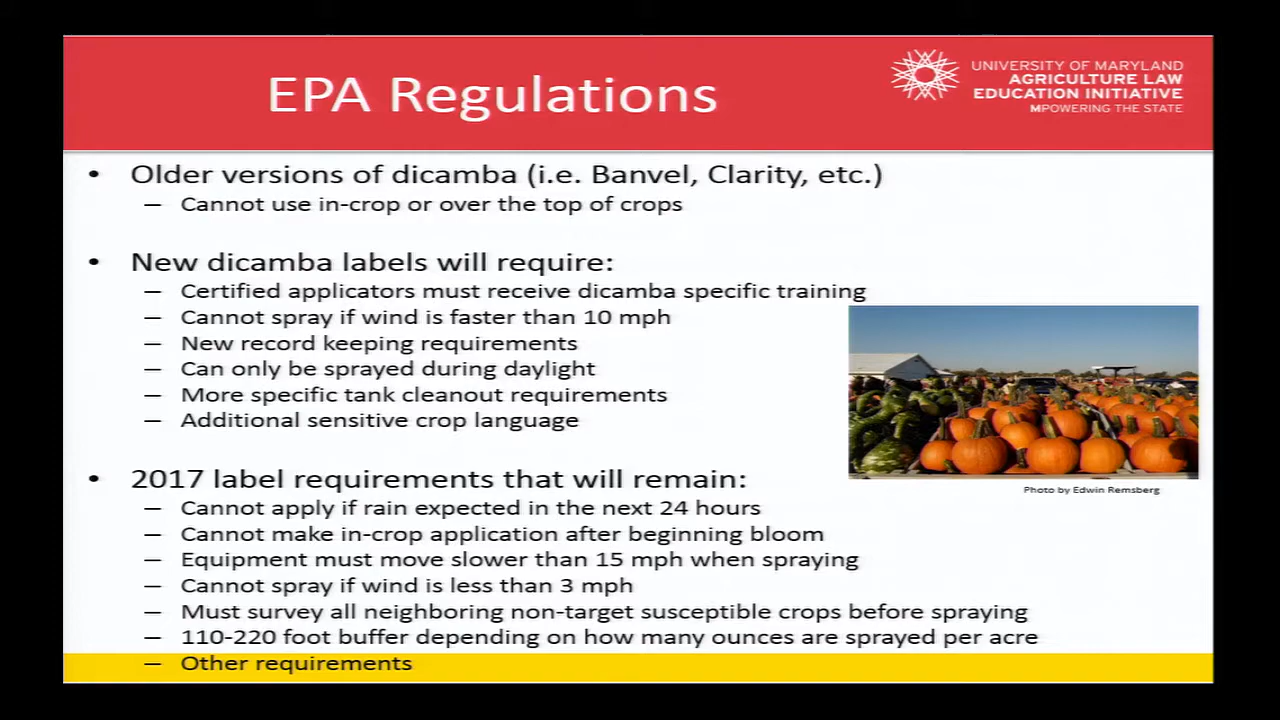 EPA Regulations
UNIVERSITY OF MARYLAND
AGRICULTURE LAW
EDUCATION INITIATIVE
MPOWERING THE STATE
• Older versions of dicamba (i.e. Banvel, Clarity, etc.)
– Cannot use in-crop or over the top of crops
• New dicamba labels will require:
– Certified applicators must receive dicamba specific training
– Cannot spray if wind is faster than 10 mph
– New record keeping requirements
– Can only be sprayed during daylight
– More specific tank cleanout requirements
– Additional sensitive crop language
Photo by Edwin Remsberg
• 2017 label requirements that will remain:
– Cannot apply if rain expected in the next 24 hours
– Cannot make in-crop application after beginning bloom
– Equipment must move slower than 15 mph when spraying
– Cannot spray if wind is less than 3 mph
– Must survey all neighboring non-target susceptible crops before spraying
– 110-220 foot buffer depending on how many ounces are sprayed per acre
– Other requirements